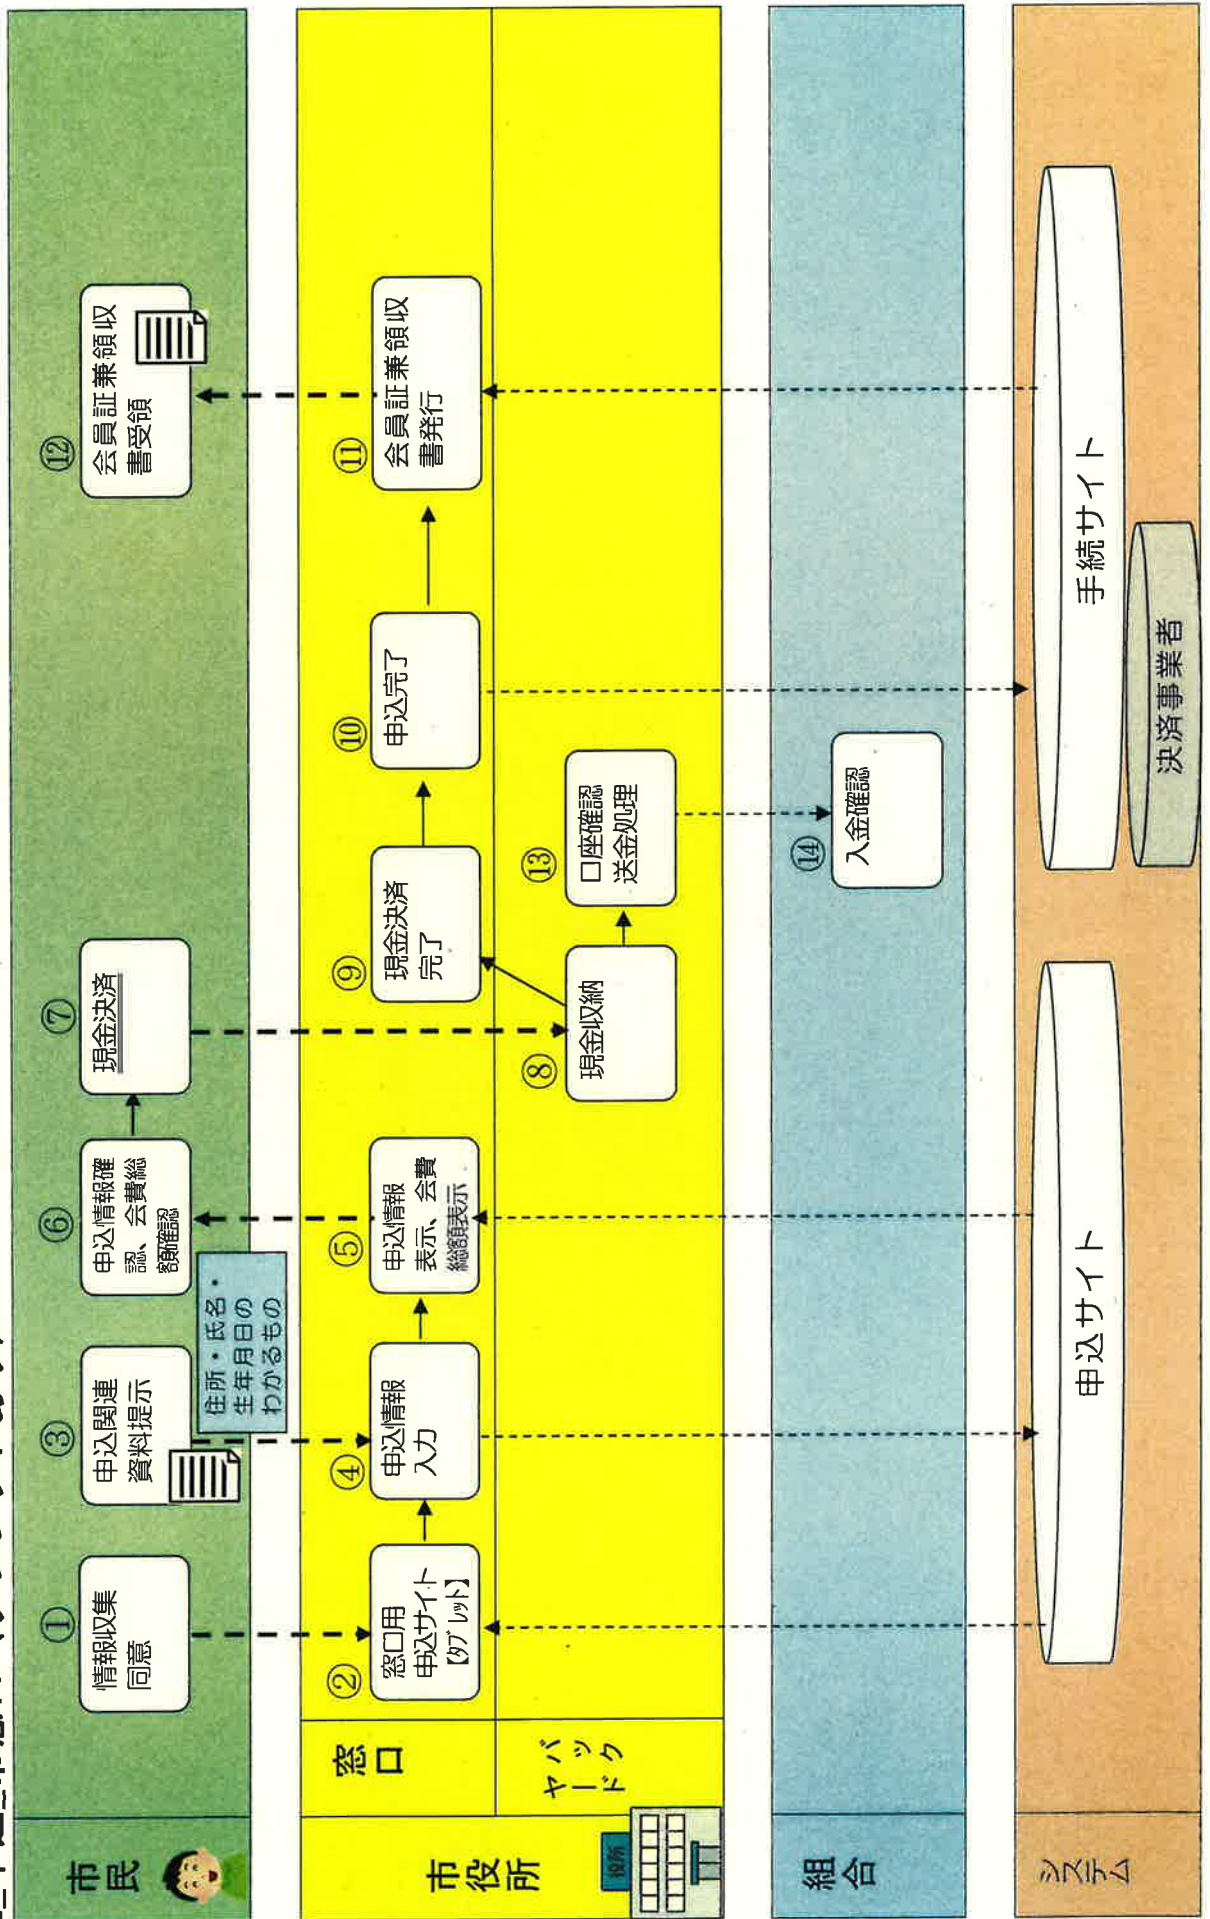 市民
①
情報収集
同意
③
申込関連
資料提示
住所・氏名・
生年月日の
わかるもの
⑥
申込情報確
認、会費総
額確認
⑦
現金決済
⑫
会員証兼領収
書受領
市役所
役所
窓口
②
窓口用
申込サイト
【タブレット】
④
申込情報
入力
⑤
申込情報
表示、会費
総額表示
⑨
現金決済
完了
⑩
申込完了
⑪
会員証兼領収
書発行
バック
ヤード
⑧
現金収納
⑬
口座確認
送金処理
組合
⑭
入金確認
システム
申込サイト
手続サイト
決済事業者